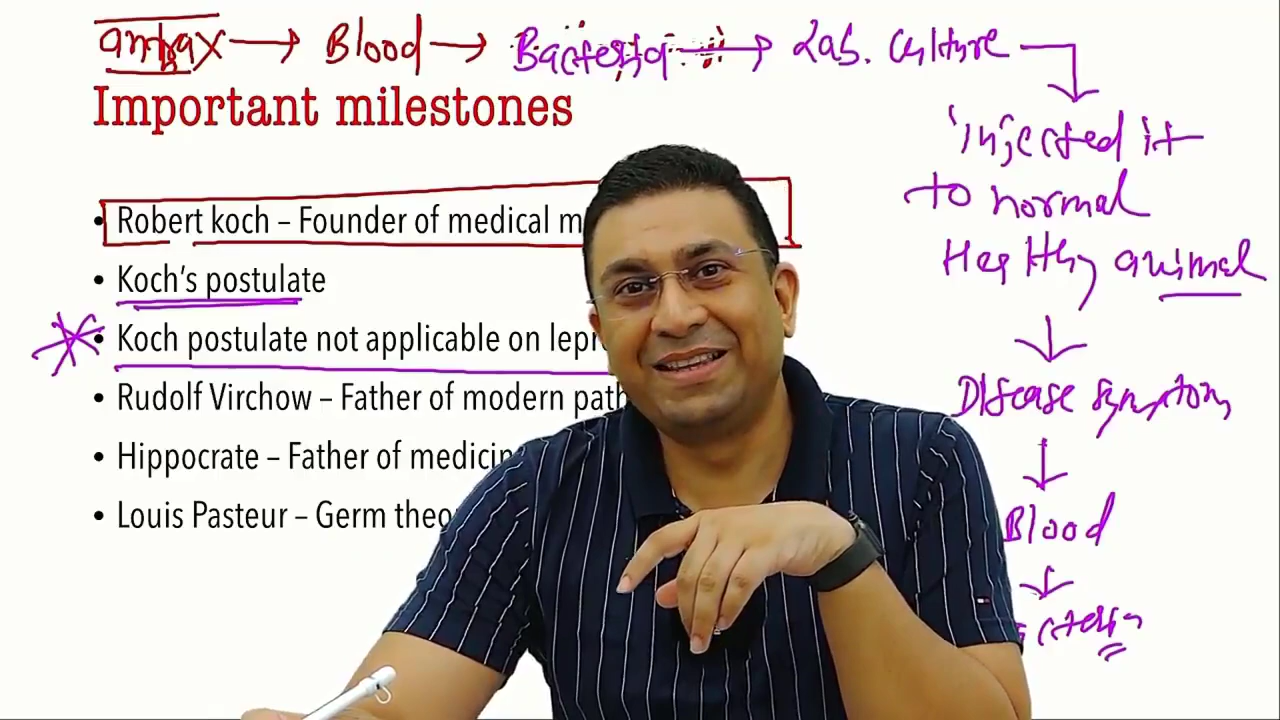 anthrax → Blood → Bacteria → Lab. culture
Important milestones
injected it
to normal
Healthy animal
• Robert koch – Founder of medical m
• Koch's postulate
• Koch postulate not applicable on lepr
• Rudolf Virchow – Father of modern path
• Hippocrate – Father of medicin
• Louis Pasteur – Germ theo
Disease symptom
Blood
cteria